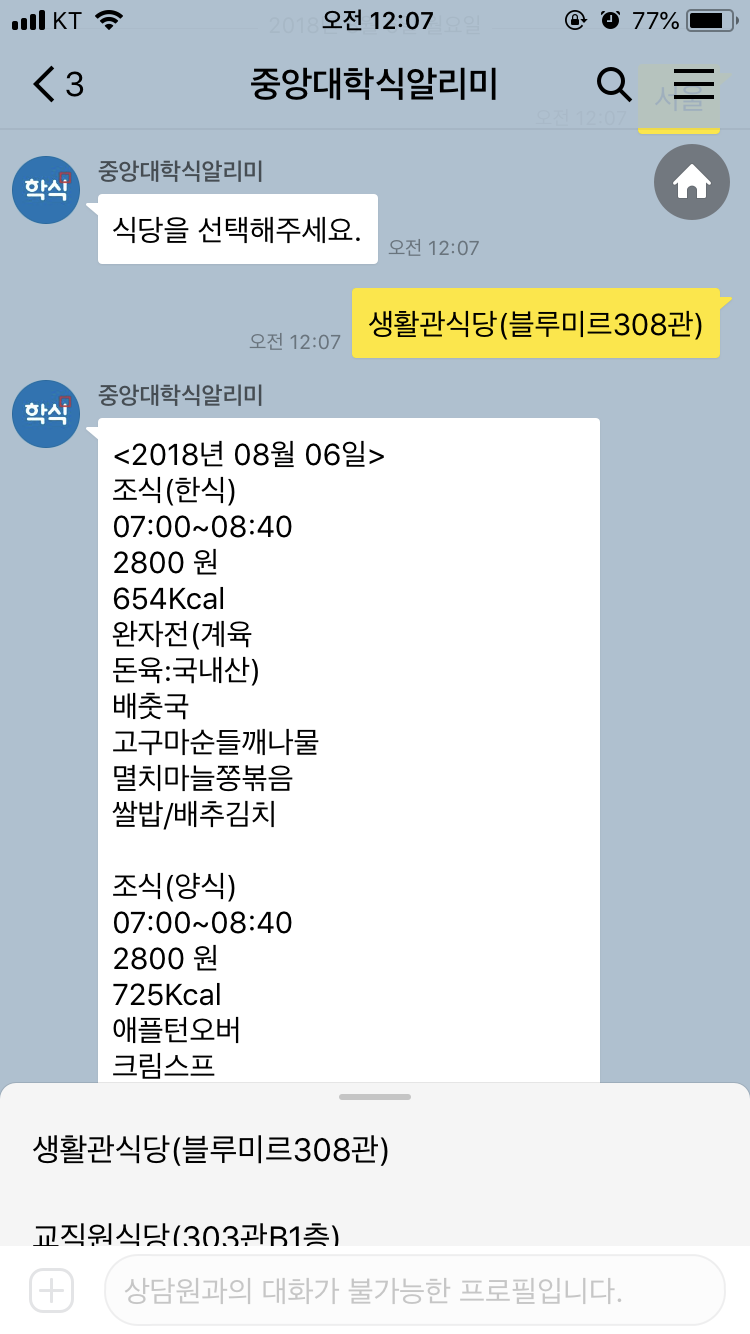 KT 오전 12:07 77%
3 중앙대학식알리미
서울
오전 12:07
학식
중앙대학식알리미
식당을 선택해주세요.
오전 12:07
생활관식당(블루미르308관)
오전 12:07
학식
중앙대학식알리미
<2018년 08월 06일>
조식(한식)
07:00~08:40
2800 원
654Kcal
완자전(계육
돈육:국내산)
배춧국
고구마순들깨나물
멸치마늘쫑볶음
쌀밥/배추김치
조식(양식)
07:00~08:40
2800 원
725Kcal
애플턴오버
크림스프
생활관식당(블루미르308관)
교직원식당(303관B1층)
상담원과의 대화가 불가능한 프로필입니다.